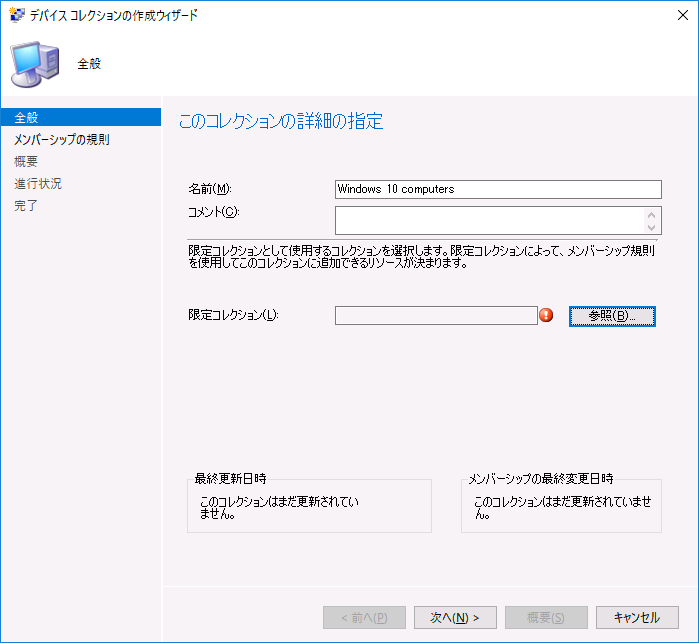 デバイス コレクションの作成ウィザード
全般
全般
メンバーシップの規則
概要
進行状況
完了
このコレクションの詳細の指定
名前(M):
Windows 10 computers
コメント(C):
限定コレクションとして使用するコレクションを選択します。限定コレクションによって、メンバーシップ規則
を使用してこのコレクションに追加できるリソースが決まります。
限定コレクション(L):
参照(B)...
最終更新日時
このコレクションはまだ更新されてい
ません。
メンバーシップの最終変更日時
このコレクションはまだ更新されていませ
ん。
< 前へ(P)
次へ(N) >
概要(S)
キャンセル